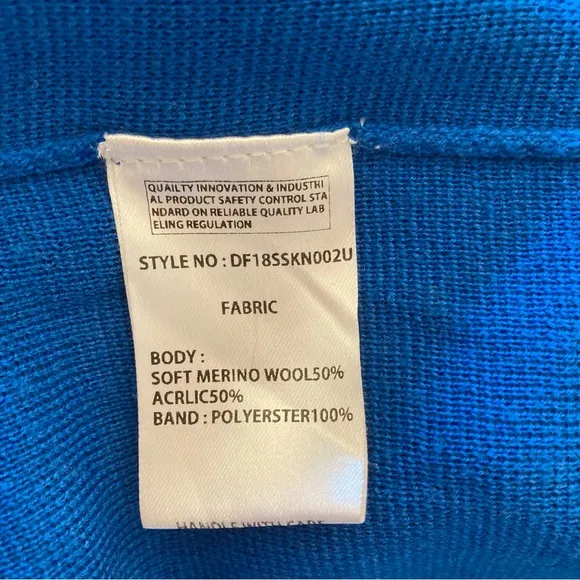 QUAILTY INNOVATION & INDUSTRI
AL PRODUCT SAFETY CONTROL STA
NDARD ON RELIABLE QUALITY LAB
ELING REGULATION
STYLE NO : DF18SSKN002U
FABRIC
BODY :
SOFT MERINO WOOL50%
ACRLIC50%
BAND : POLYERSTER100%
HANDLE WITH CARE